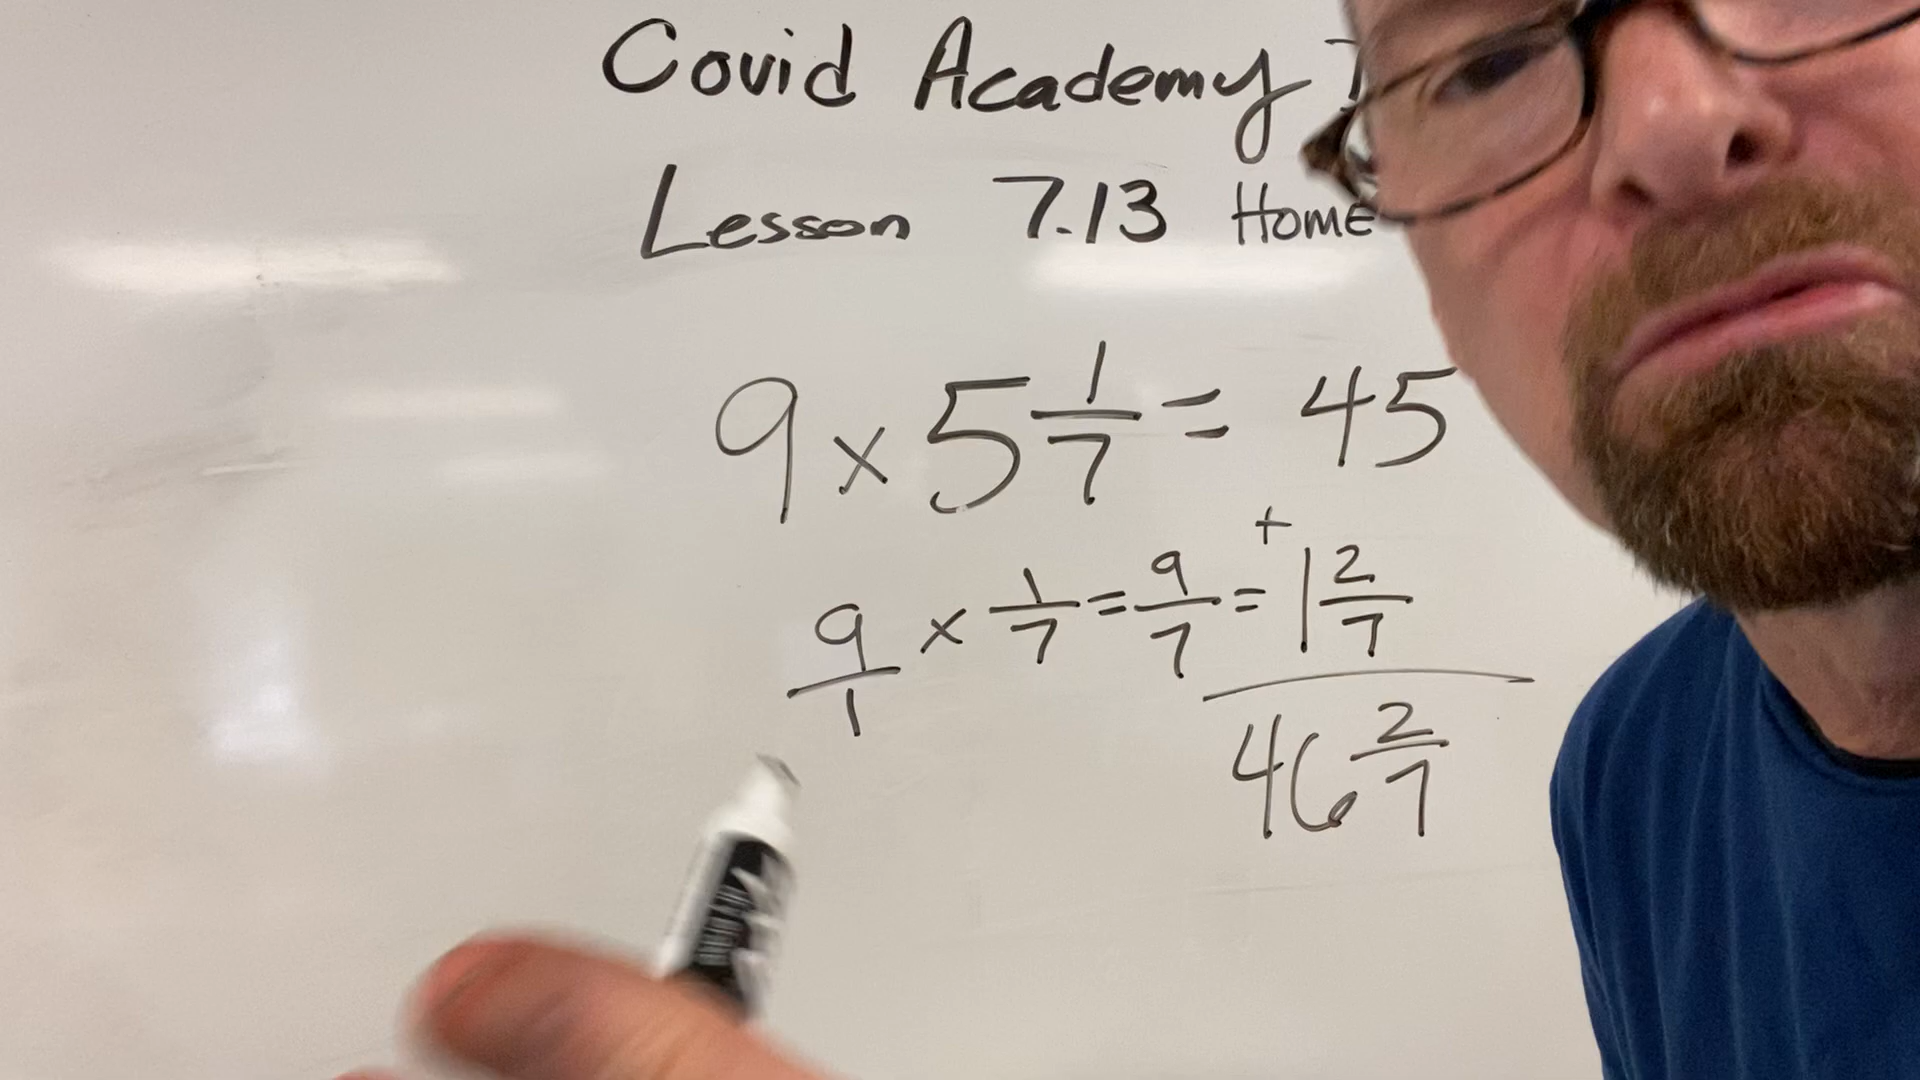 Covid Academy
Lesson 7.13 Home
9 × 5 1/7 = 45
9/1 × 1/7 = 9/7 = + 1 2/7
46 2/7